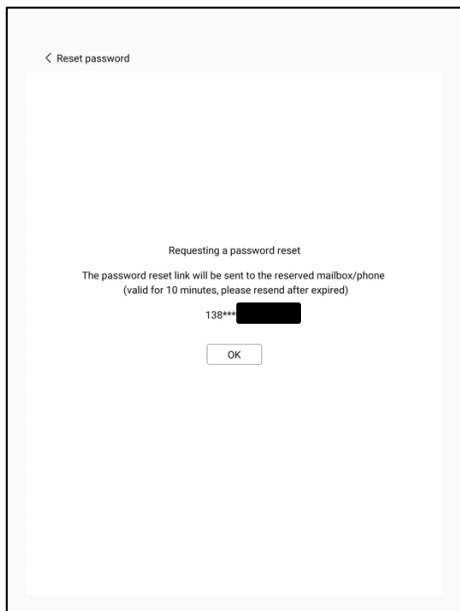 Reset password
Requesting a password reset
The password reset link will be sent to the reserved mailbox/phone
(valid for 10 minutes, please resend after expired)
138***
OK